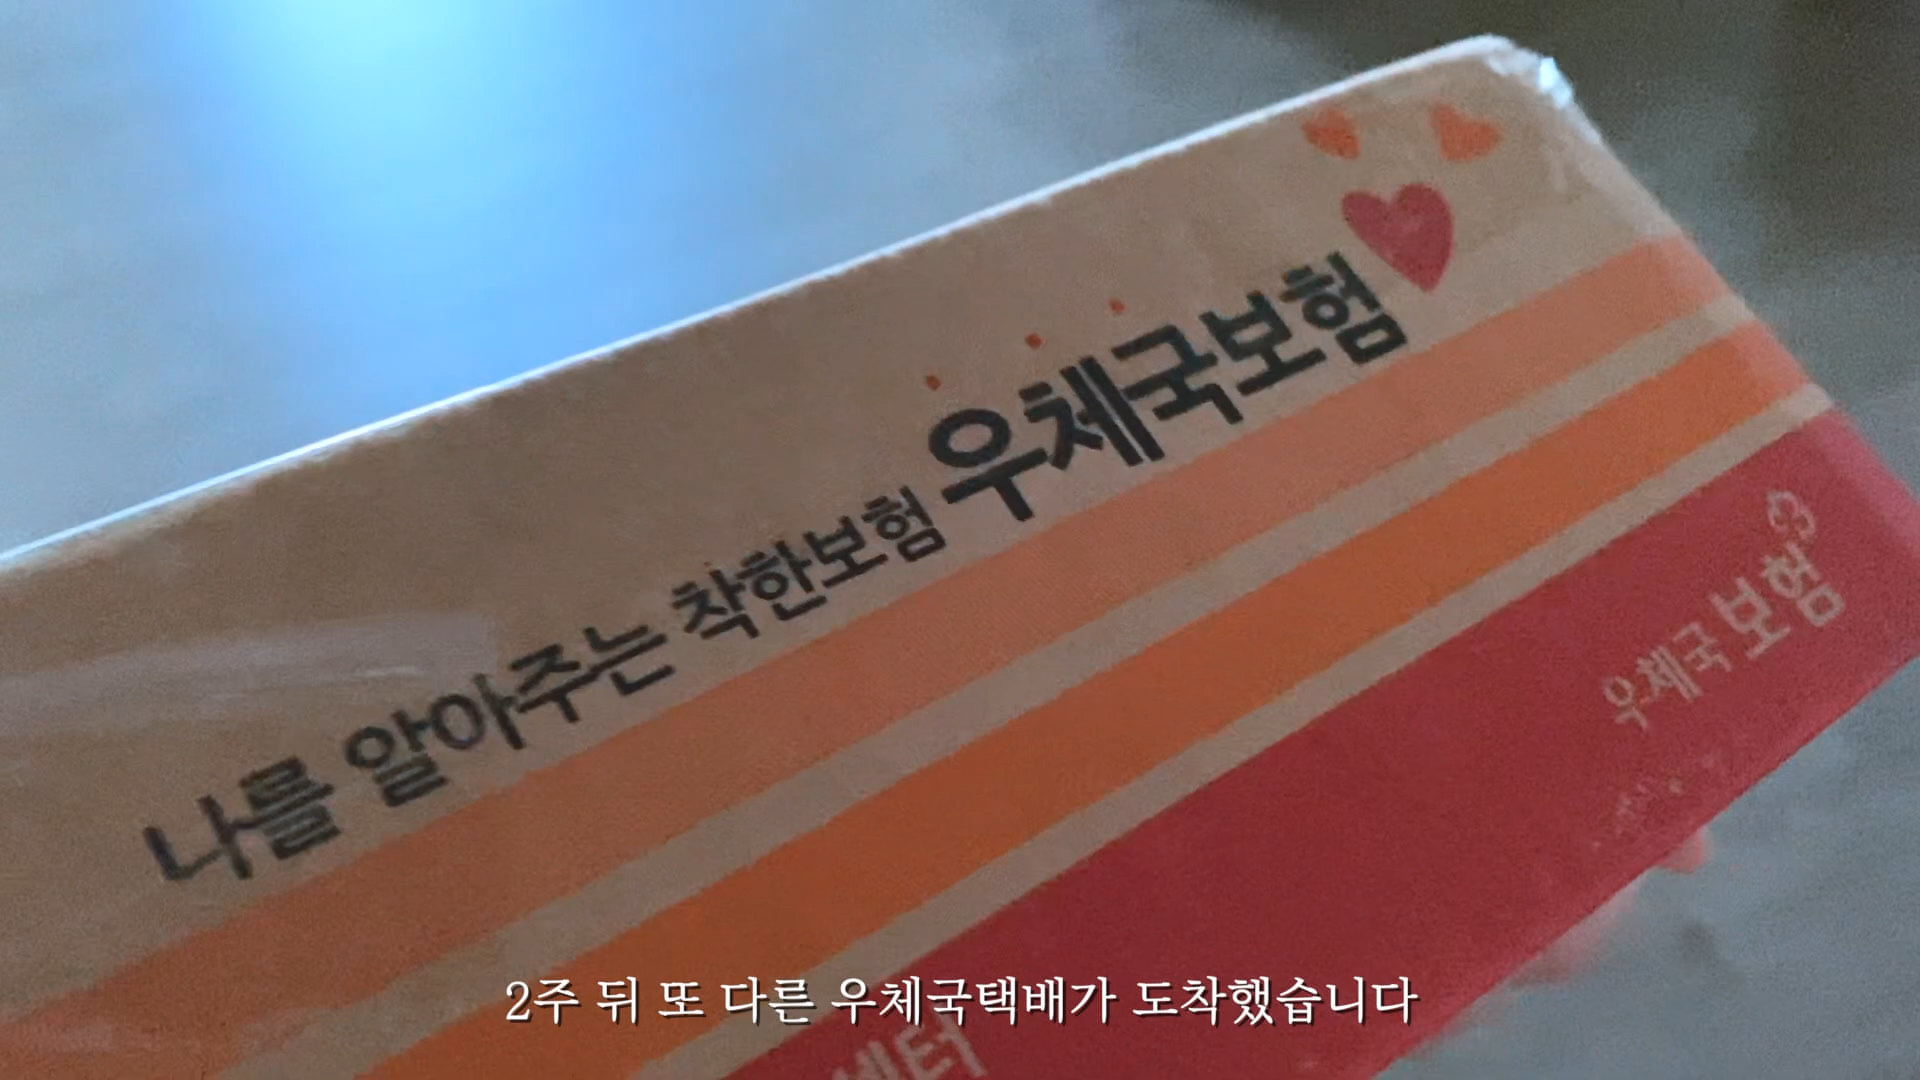 나를 알아주는 착한보험 우체국보험
우체국 보험
센터
2주 뒤 또 다른 우체국택배가 도착했습니다